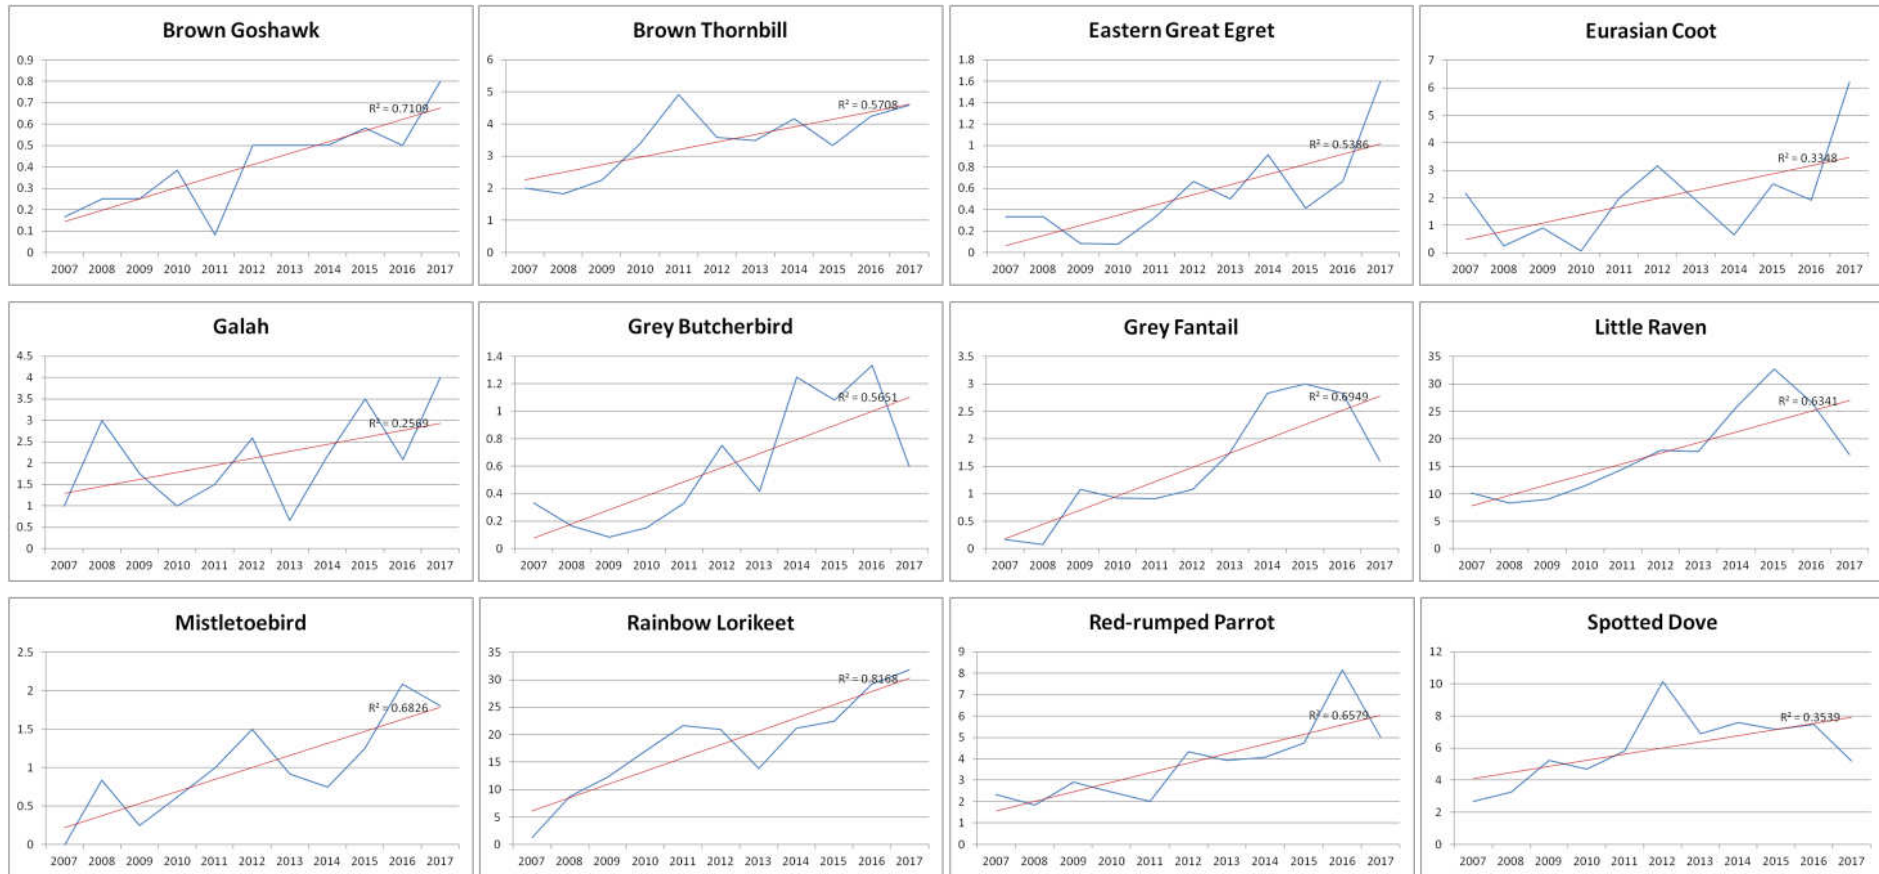 Brown Goshawk
0.9
0.8
0.7
0.6
0.5
0.4
0.3
0.2
0.1
0
R² = 0.7109
2007 2008 2009 2010 2011 2012 2013 2014 2015 2016 2017
Brown Thornbill
6
5
4
3
2
1
0
R² = 0.5708
2007 2008 2009 2010 2011 2012 2013 2014 2015 2016 2017
Eastern Great Egret
1.8
1.6
1.4
1.2
1
0.8
0.6
0.4
0.2
0
R² = 0.5386
2007 2008 2009 2010 2011 2012 2013 2014 2015 2016 2017
Eurasian Coot
7
6
5
4
3
2
1
0
R² = 0.3348
2007 2008 2009 2010 2011 2012 2013 2014 2015 2016 2017
Galah
4.5
4
3.5
3
2.5
2
1.5
1
0.5
0
R² = 0.2569
2007 2008 2009 2010 2011 2012 2013 2014 2015 2016 2017
Grey Butcherbird
1.4
1.2
1
0.8
0.6
0.4
0.2
0
R² = 0.5651
2007 2008 2009 2010 2011 2012 2013 2014 2015 2016 2017
Grey Fantail
3.5
3
2.5
2
1.5
1
0.5
0
R² = 0.6949
2007 2008 2009 2010 2011 2012 2013 2014 2015 2016 2017
Little Raven
35
30
25
20
15
10
5
0
R² = 0.6341
2007 2008 2009 2010 2011 2012 2013 2014 2015 2016 2017
Mistletoebird
2.5
2
1.5
1
0.5
0
R² = 0.6826
2007 2008 2009 2010 2011 2012 2013 2014 2015 2016 2017
Rainbow Lorikeet
35
30
25
20
15
10
5
0
R² = 0.8168
2007 2008 2009 2010 2011 2012 2013 2014 2015 2016 2017
Red-rumped Parrot
9
8
7
6
5
4
3
2
1
0
R² = 0.6579
2007 2008 2009 2010 2011 2012 2013 2014 2015 2016 2017
Spotted Dove
12
10
8
6
4
2
0
R² = 0.3539
2007 2008 2009 2010 2011 2012 2013 2014 2015 2016 2017